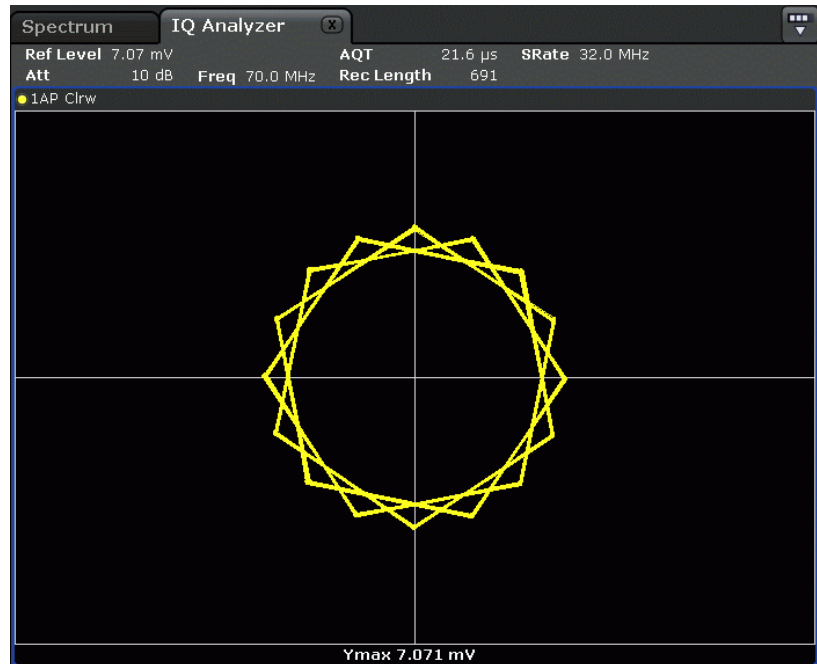 Spectrum IQ Analyzer X
Ref Level 7.07 mV AQT 21.6 µs SRate 32.0 MHz
Att 10 dB Freq 70.0 MHz Rec Length 691
1AP Clrw
Ymax 7.071 mV